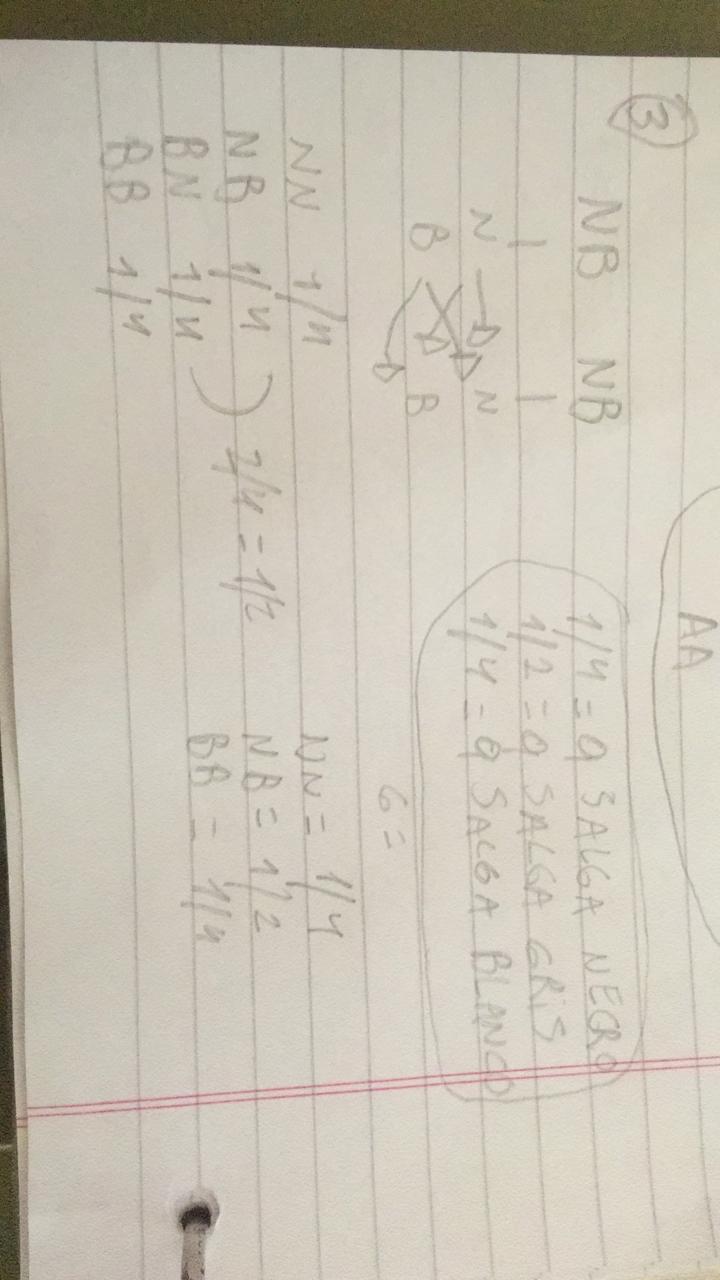 AA
3
NB NB
N N
B B
1/4 = q SALGA NEGRO
1/2 = q SALGA GRIS
1/4 = q SALGA BLANCO
G =
NN 1/4
NB 1/4
BN 1/4
BB 1/4
2/4 = 1/2
NN = 1/4
NB = 1/2
BB = 1/4